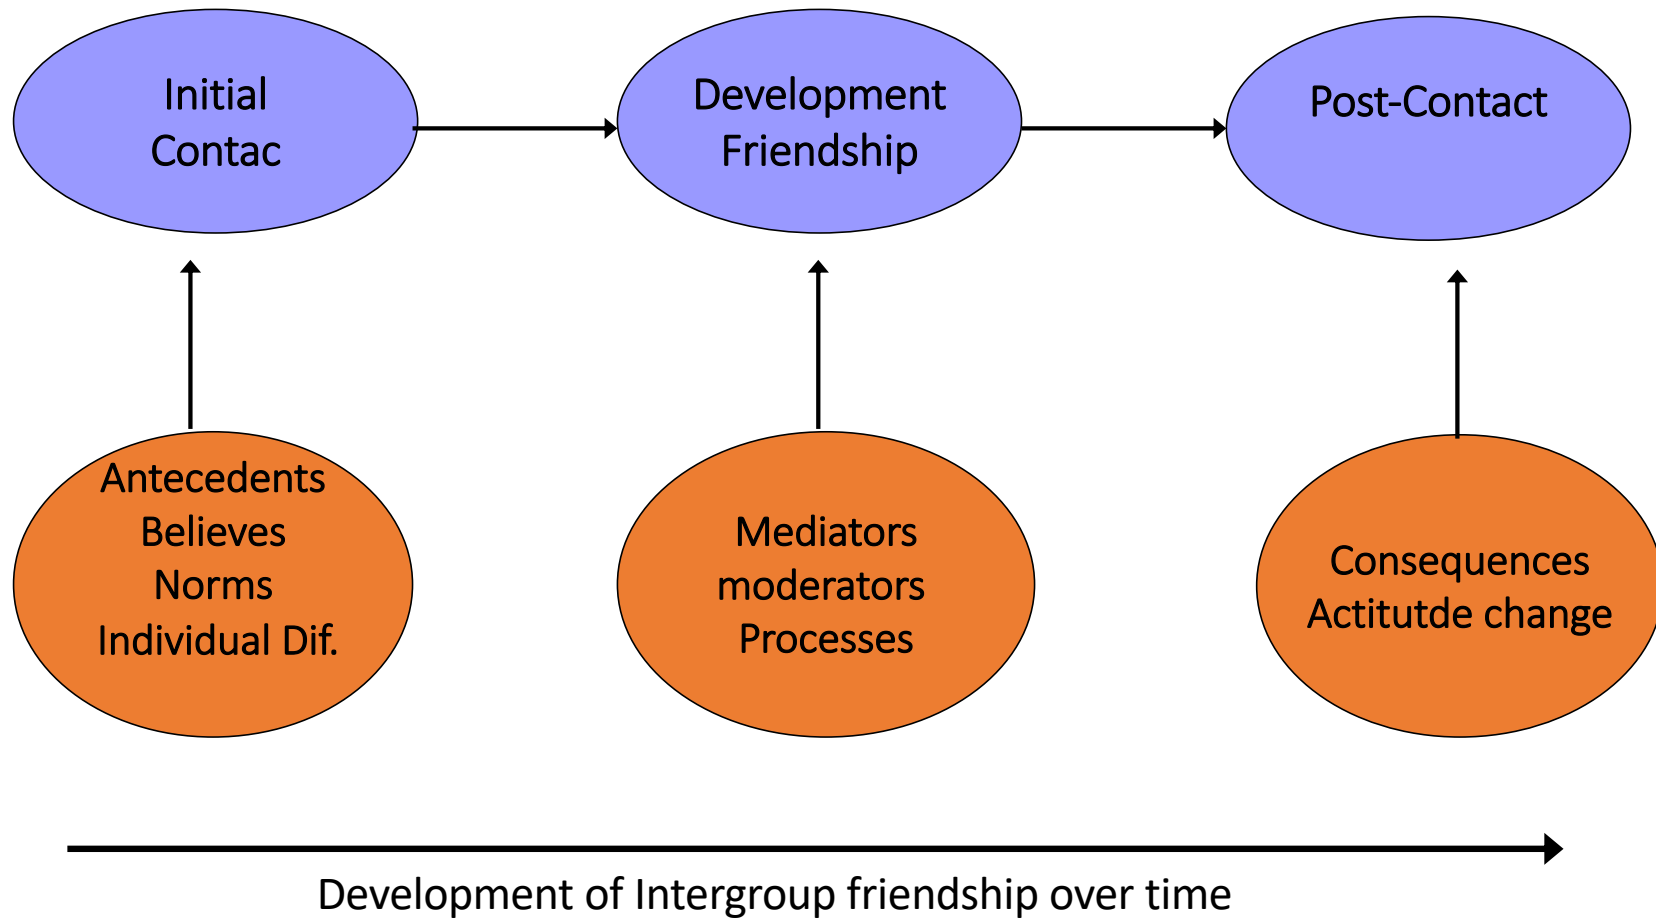 Initial
Contac
Development
Friendship
Post-Contact
Antecedents
Believes
Norms
Individual Dif.
Mediators
moderators
Processes
Consequences
Actitutde change
Development of Intergroup friendship over time